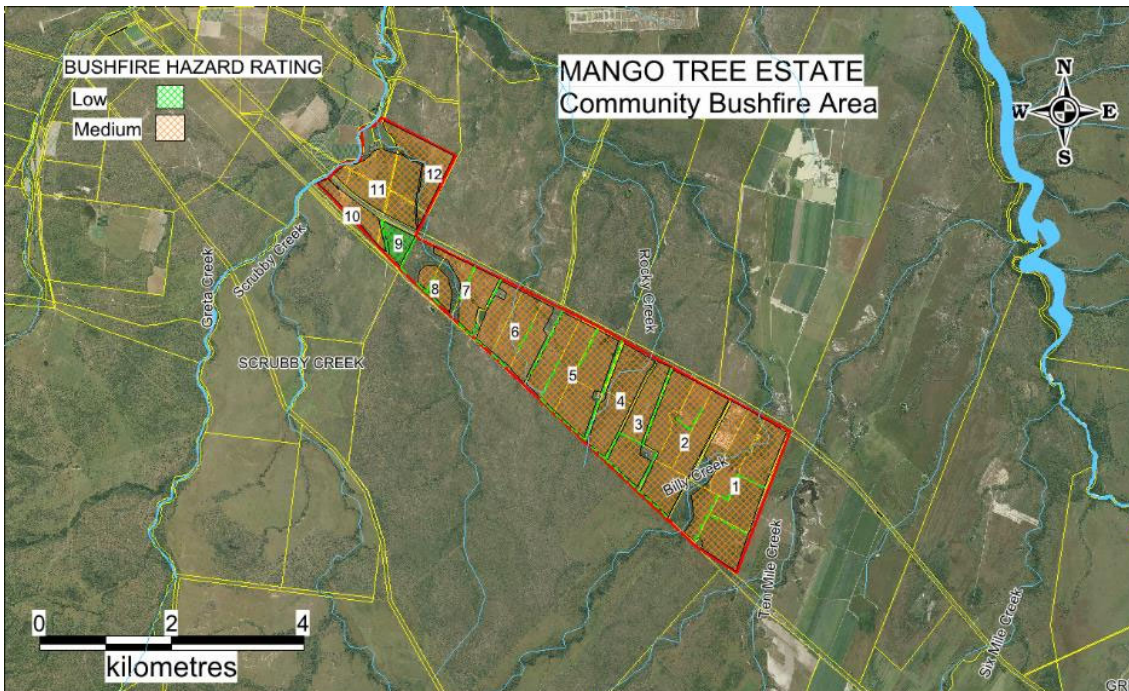 BUSHFIRE HAZARD RATING
Low
Medium
MANGO TREE ESTATE
Community Bushfire Area
N
W
E
S
12
11
10
9
8
7
6
5
4
3
2
1
Greta Creek
Scrubby Creek
SCRUBBY CREEK
Rocky Creek
Billy Creek
Ten Mile Creek
Six Mile Creek
GR
0
2
4
kilometres